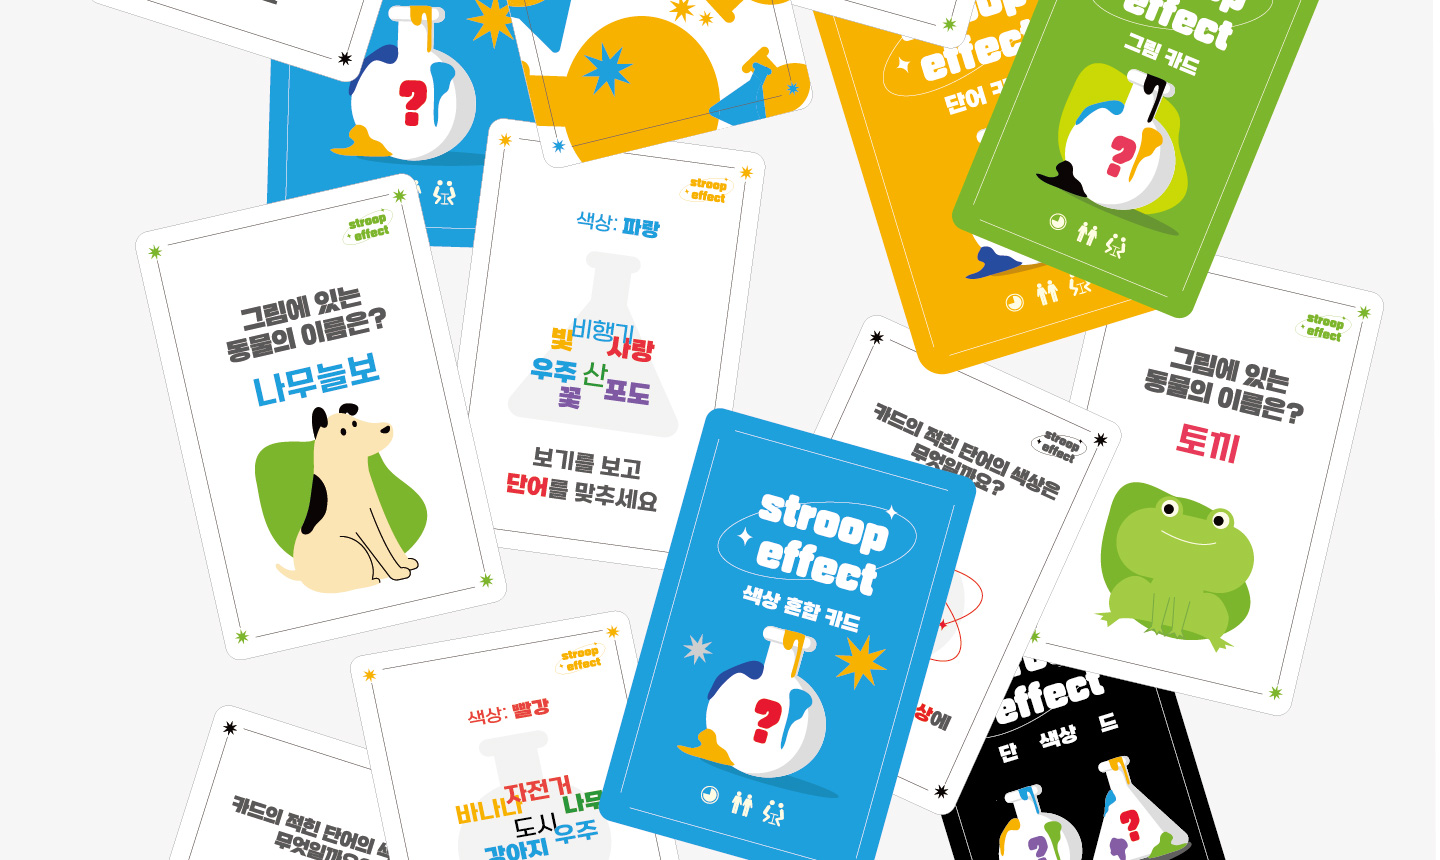 stroop
effect
그림에 있는
동물의 이름은?
나무늘보
stroop
effect
색상: 파랑
비행기
빛
사랑
우주 산
꽃 포도
보기를 보고
단어를 맞추세요
effect
단어
effect
그림 카드
stroop
effect
그림에 있는
동물의 이름은?
토끼
stroop
effect
카드의 적힌 단어의 색상은
무엇일까요?
상에
stroop
effect
색상 혼합 카드
stroop
effect
색상: 빨강
자전거
바나나
나무
도시
강아지 우주
카드의 적힌 단어의
무엇일까요?
effect
단 색상 드